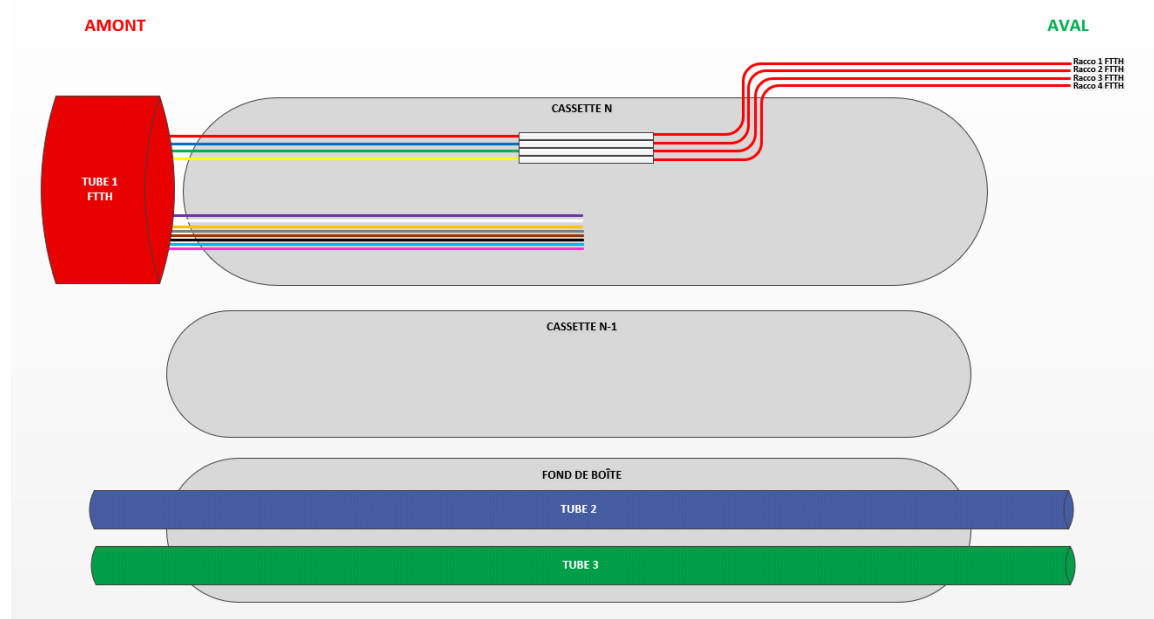 AMONT
AVAL
Racco 1 FTTH
Racco 2 FTTH
Racco 3 FTTH
Racco 4 FTTH
CASSETTE N
TUBE 1
FTTH
CASSETTE N-1
FOND DE BOÎTE
TUBE 2
TUBE 3